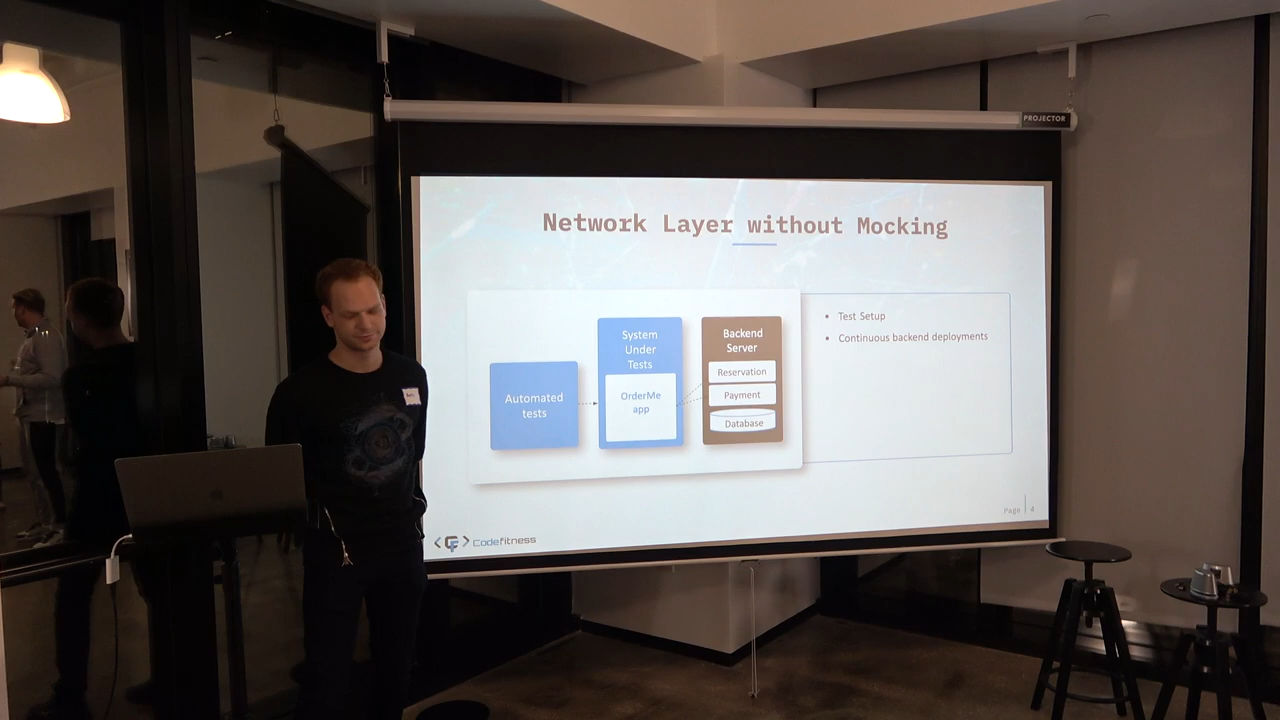 PROJECTOR
Network Layer without Mocking
Automated
tests
System
Under
Tests
OrderMe
app
Backend
Server
Reservation
Payment
Database
Test Setup
Continuous backend deployments
Page 4
Codefitness